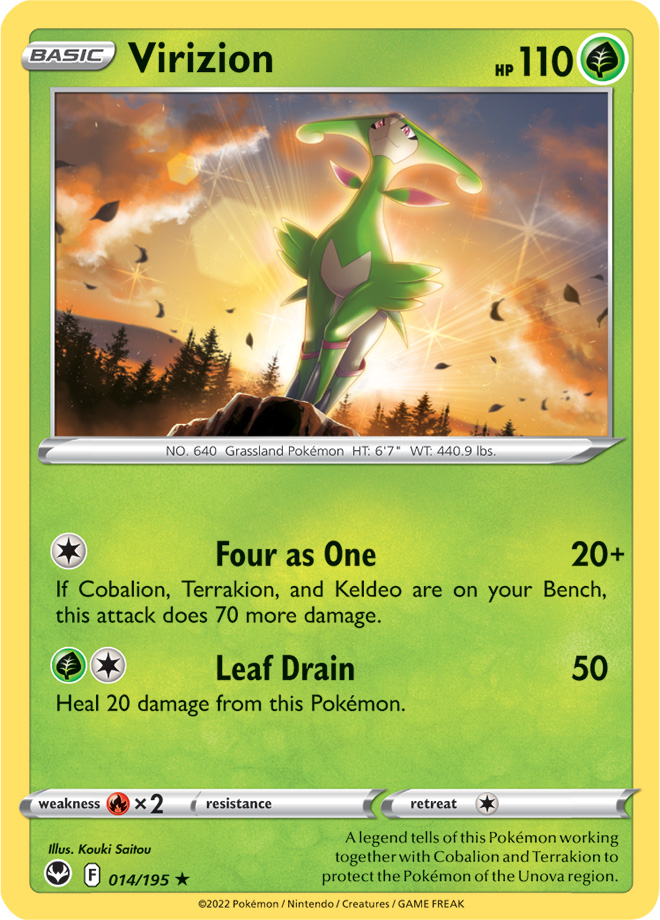 BASIC Virizion HP 110
NO. 640 Grassland Pokémon HT: 6'7" WT: 440.9 lbs.
Four as One 20+
If Cobalion, Terrakion, and Keldeo are on your Bench,
this attack does 70 more damage.
Leaf Drain 50
Heal 20 damage from this Pokémon.
weakness ×2 resistance retreat
Illus. Kouki Saitou
F 014/195 ★
A legend tells of this Pokémon working
together with Cobalion and Terrakion to
protect the Pokémon of the Unova region.
©2022 Pokémon / Nintendo / Creatures / GAME FREAK